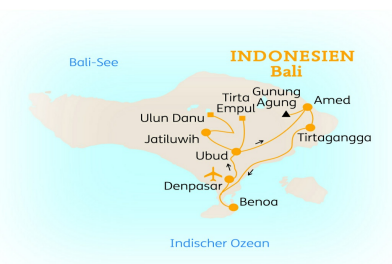 INDONESIEN
Bali
Bali-See
Gunung
Agung
Amed
Tirta
Empul
Ulun Danu
Jatiluwih
Tirtagangga
Ubud
Denpasar
Benoa
Indischer Ozean